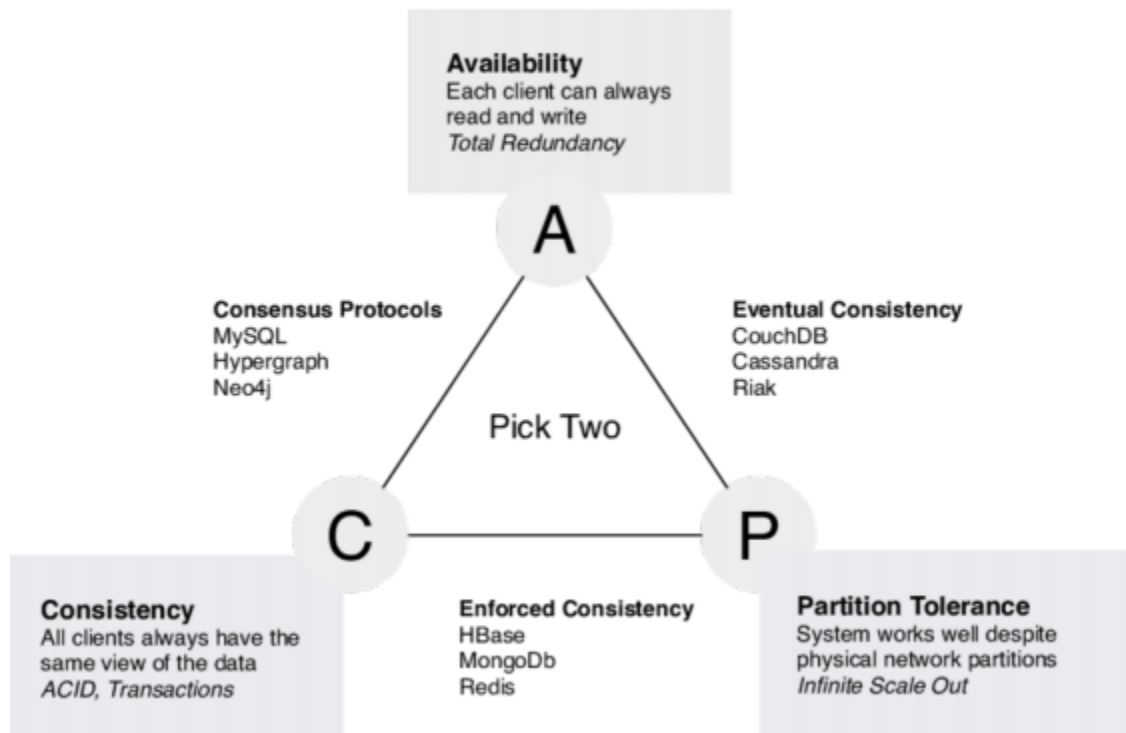 Availability
Each client can always
read and write
Total Redundancy
A
Consensus Protocols
MySQL
Hypergraph
Neo4j
Eventual Consistency
CouchDB
Cassandra
Riak
Pick Two
C
P
Consistency
All clients always have the
same view of the data
ACID, Transactions
Enforced Consistency
HBase
MongoDb
Redis
Partition Tolerance
System works well despite
physical network partitions
Infinite Scale Out